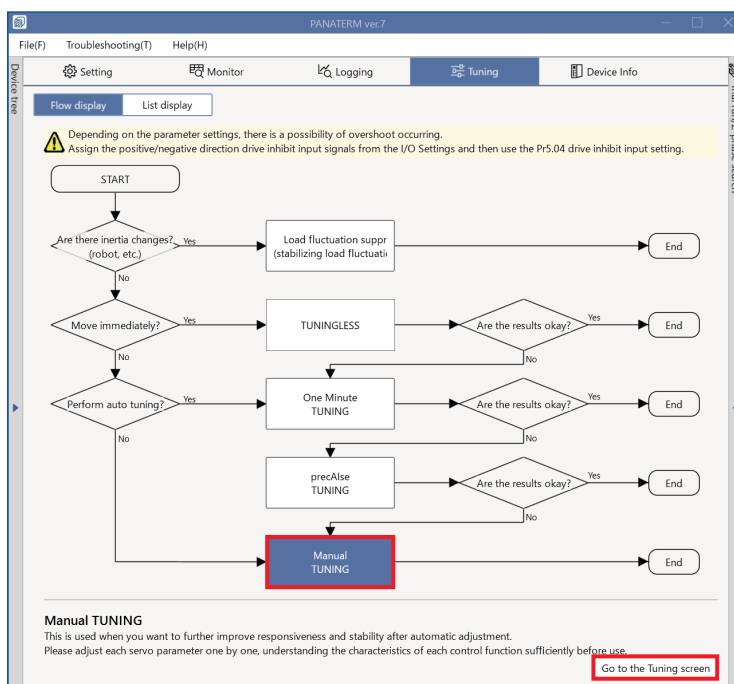 PANATERM ver.7
File(F) Troubleshooting(T) Help(H)
Device tree
Setting Monitor Logging Tuning Device Info
Flow display List display
Depending on the parameter settings, there is a possibility of overshoot occurring.
Assign the positive/negative direction drive inhibit input signals from the I/O Settings and then use the Pr5.04 drive inhibit input setting.
START
Are there inertia changes?
(robot, etc.)
Yes
Load fluctuation suppr
(stabilizing load fluctuati
End
No
Move immediately?
Yes
TUNINGLESS
Are the results okay?
Yes
End
No
No
Perform auto tuning?
Yes
One Minute
TUNING
Are the results okay?
Yes
End
No
No
precAIse
TUNING
Are the results okay?
Yes
End
No
Manual
TUNING
End
Manual TUNING
This is used when you want to further improve responsiveness and stability after automatic adjustment.
Please adjust each servo parameter one by one, understanding the characteristics of each control function sufficiently before use.
Go to the Tuning screen